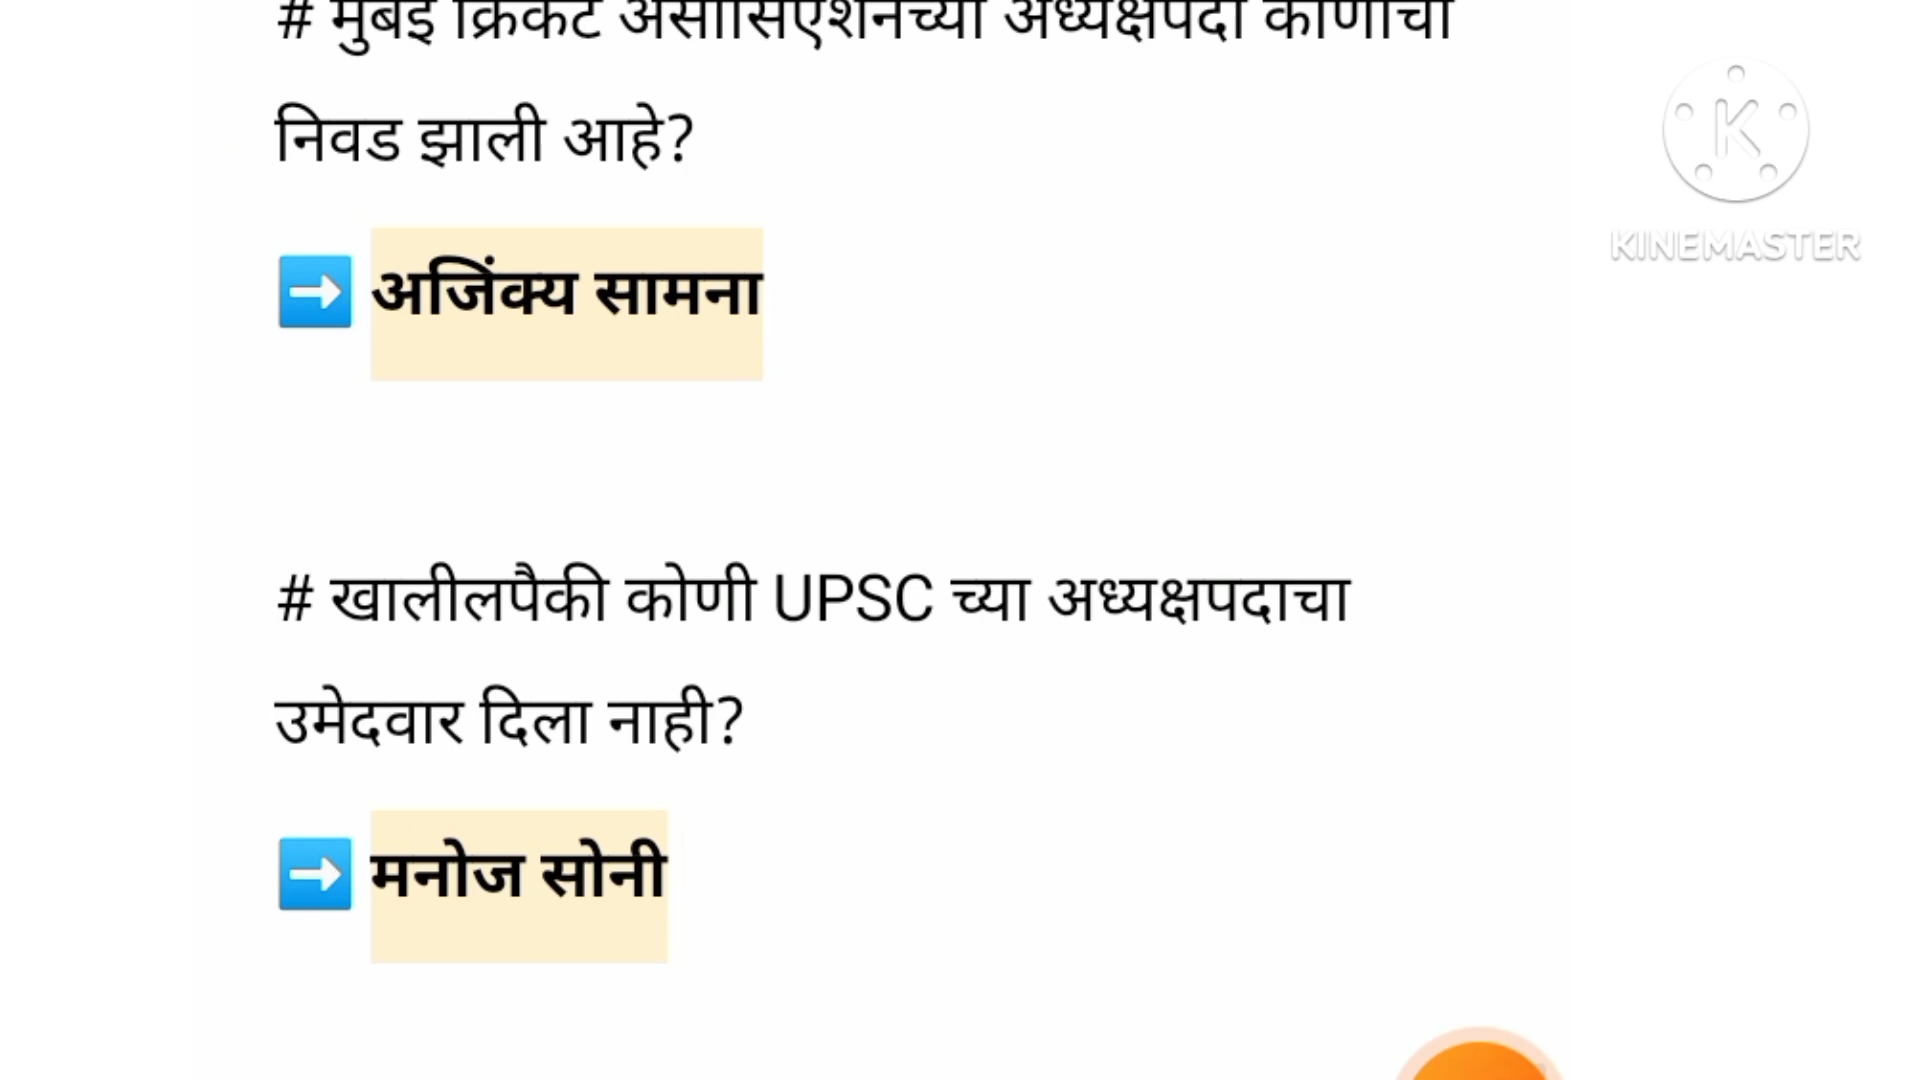 # मुंबई क्रिकेट असोसिएशनच्या अध्यक्षपदी कोणाची
निवड झाली आहे?
➡️ अजिंक्य सामना
# खालीलपैकी कोणी UPSC च्या अध्यक्षपदाचा
उमेदवार दिला नाही?
➡️ मनोज सोनी
K
KINEMASTER